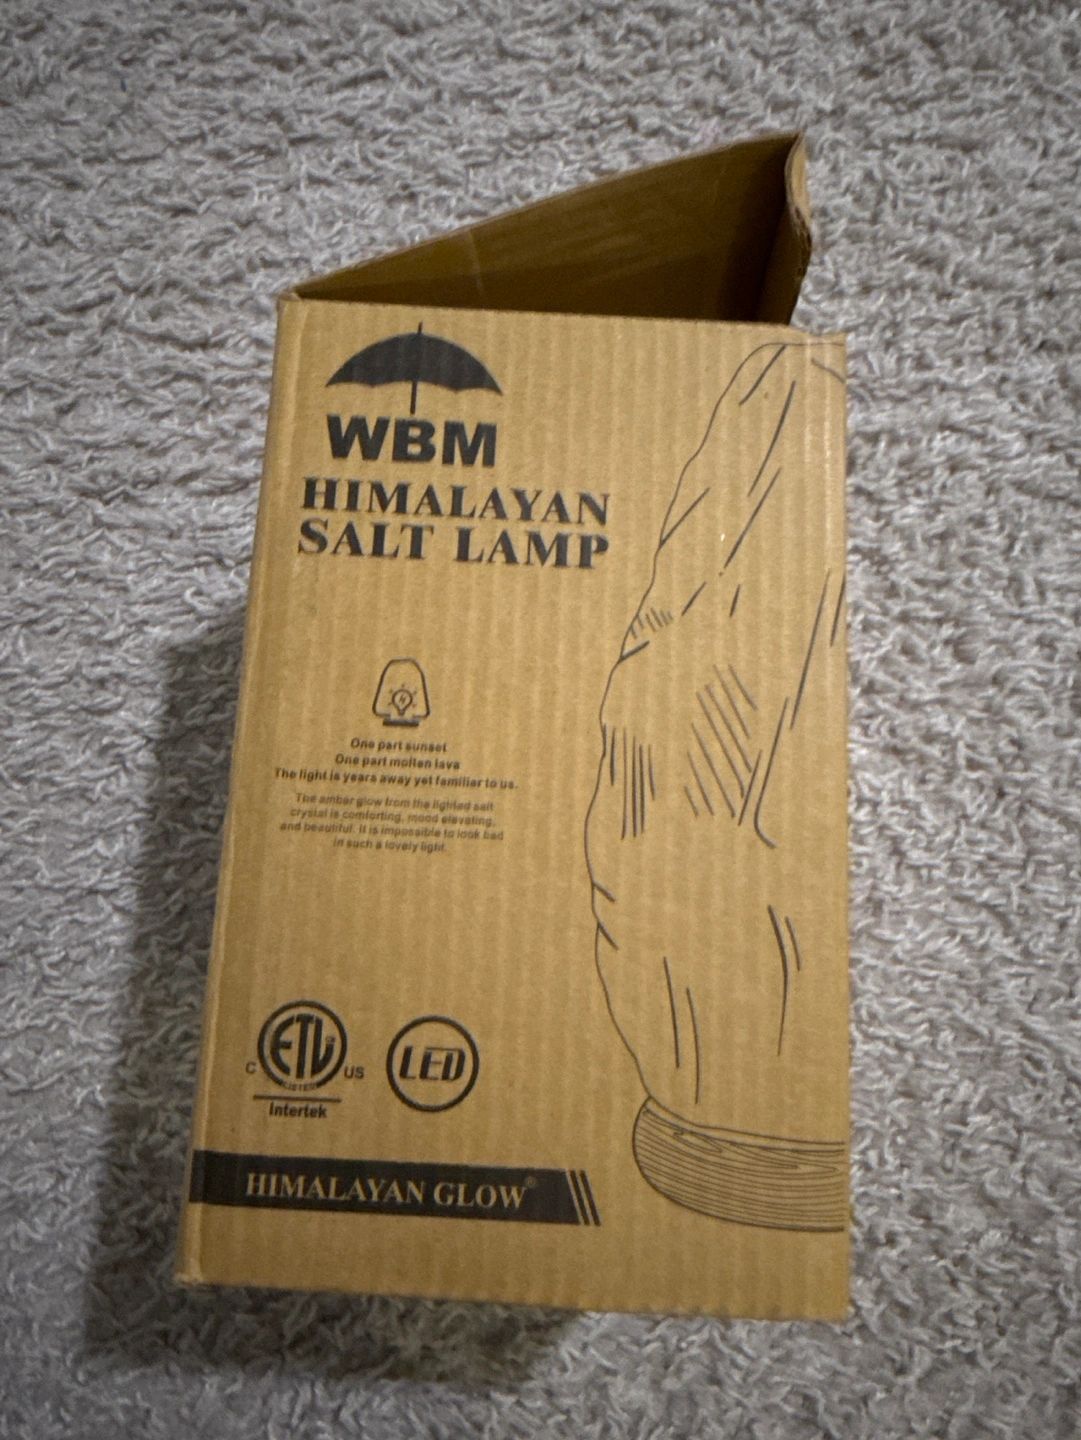 WBM
HIMALAYAN
SALT LAMP
One part sunset
One part molten lava
The light is years away yet familiar to us.
The amber glow from the lighted salt
crystal is comforting, mood elevating,
and beautiful. It is impossible to look bad
in such a lovely light.
C ETL US
LISTED
Intertek
LED
HIMALAYAN GLOW®